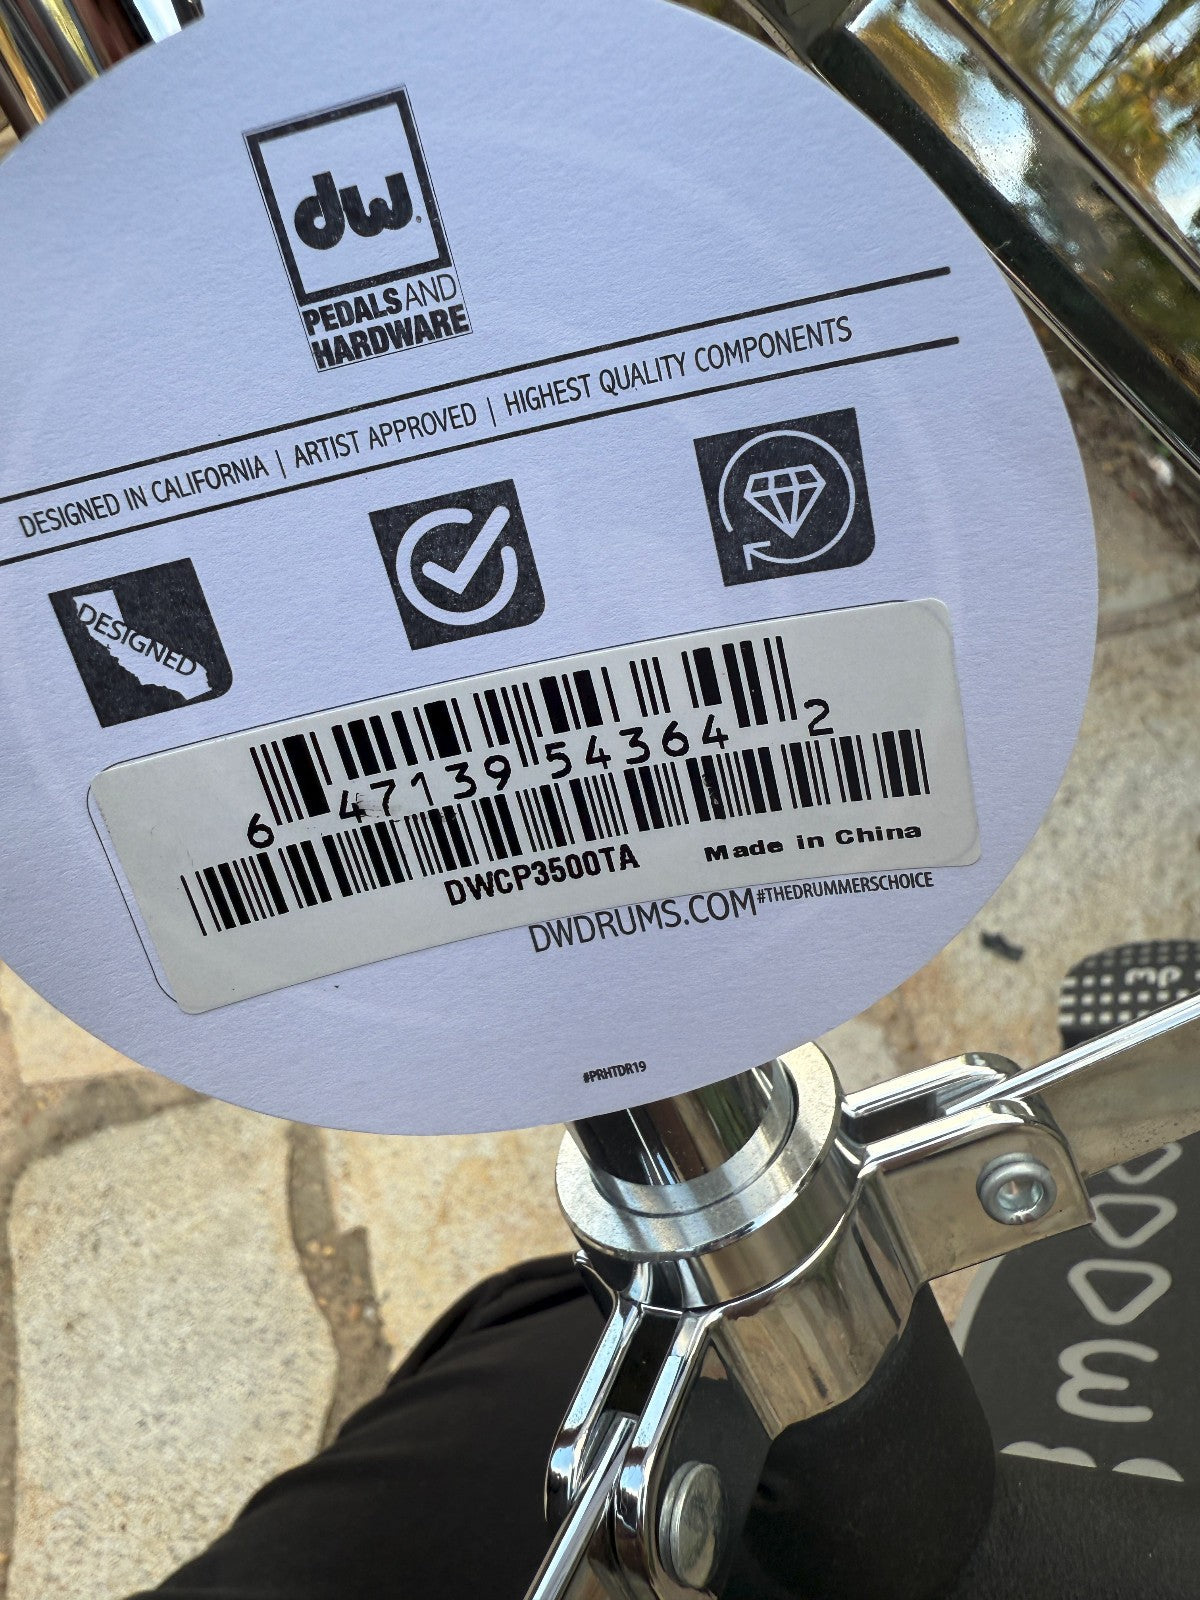 dw®
PEDALS AND
HARDWARE
DESIGNED IN CALIFORNIA | ARTIST APPROVED | HIGHEST QUALITY COMPONENTS
DESIGNED
6 47139 54364 2
DWCP3500TA
Made in China
DWDRUMS.COM #THEDRUMMERSCHOICE
#PRHTDR19
dw